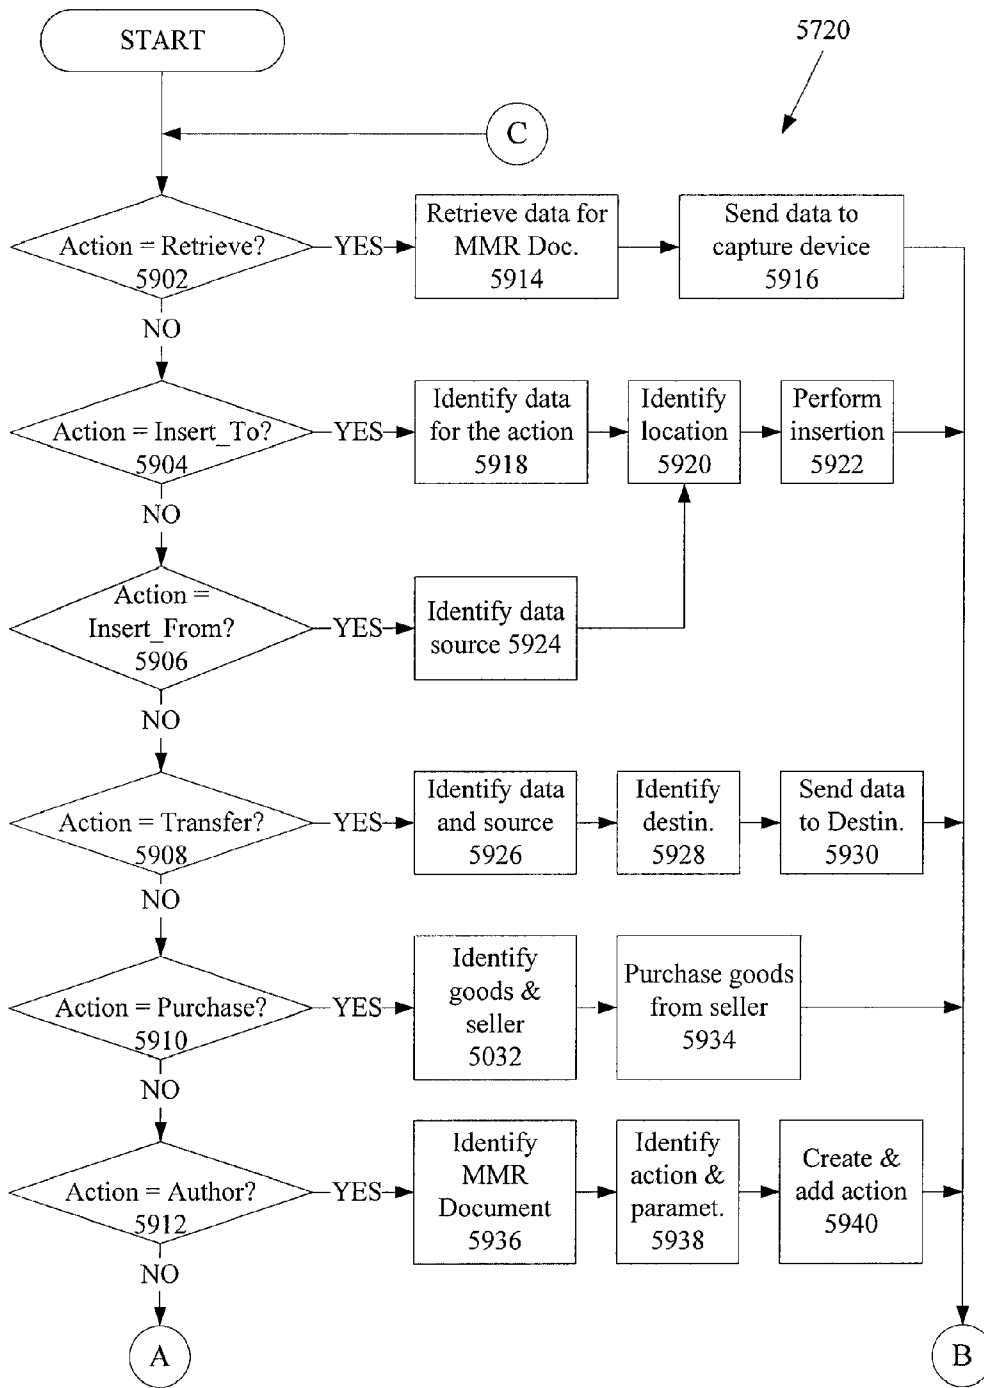 START
5720
C
Action = Retrieve?
5902
YES
Retrieve data for
MMR Doc.
5914
Send data to
capture device
5916
NO
Action = Insert_To?
5904
YES
Identify data
for the action
5918
Identify
location
5920
Perform
insertion
5922
NO
Action =
Insert_From?
5906
YES
Identify data
source 5924
NO
Action = Transfer?
5908
YES
Identify data
and source
5926
Identify
destin.
5928
Send data
to Destin.
5930
NO
Action = Purchase?
5910
YES
Identify
goods &
seller
5032
Purchase goods
from seller
5934
NO
Action = Author?
5912
YES
Identify
MMR
Document
5936
Identify
action &
paramet.
5938
Create &
add action
5940
NO
A
B